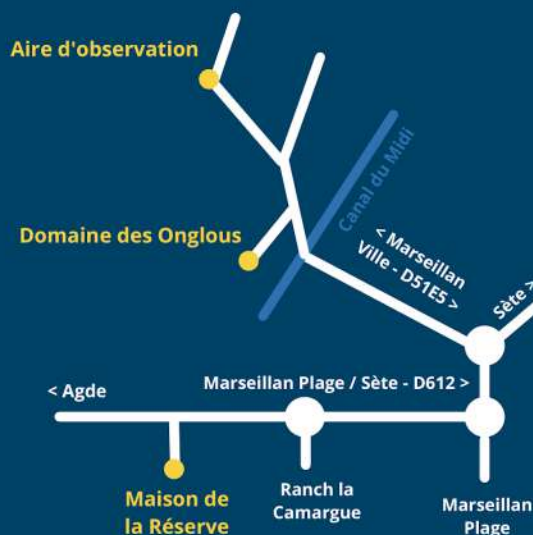 Aire d'observation
Canal du Midi
Domaine des Onglous
< Marseillan
Ville - D51E5 >
Sète >
Marseillan Plage / Sète - D612 >
< Agde
Maison de
la Réserve
Ranch la
Camargue
Marseillan
Plage